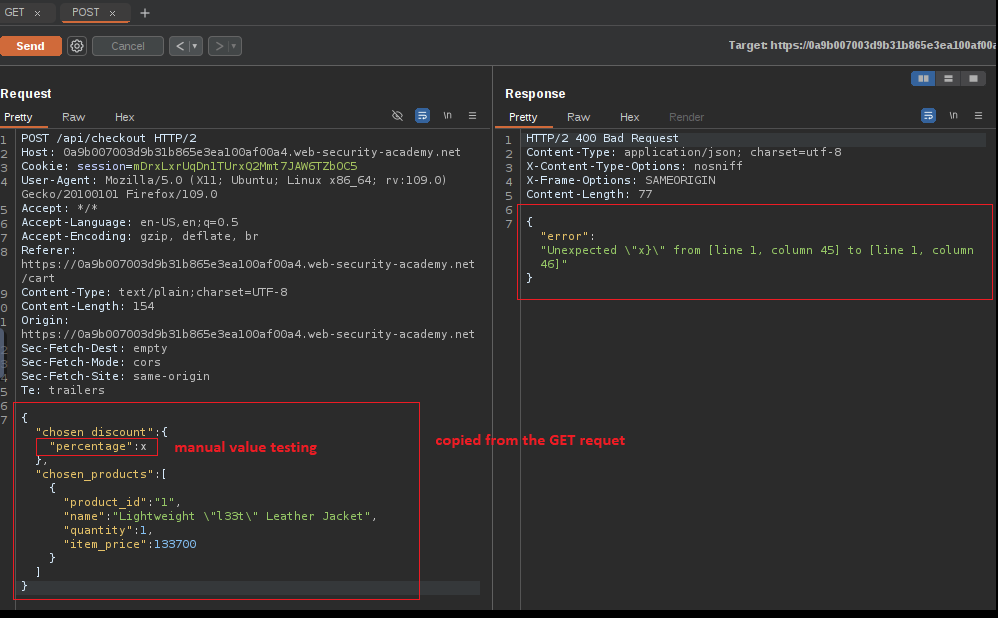 GET ×
POST ×
+
Send
Cancel
< | ▾
> | ▾
Target: https://0a9b007003d9b31b865e3ea100af00a
Request
Pretty Raw Hex
\n
1 POST /api/checkout HTTP/2
2 Host: 0a9b007003d9b31b865e3ea100af00a4.web-security-academy.net
3 Cookie: session=mDrxLxrUqDn1TUrxQ2Mmt7JAW6TZbOC5
4 User-Agent: Mozilla/5.0 (X11; Ubuntu; Linux x86_64; rv:109.0)
Gecko/20100101 Firefox/109.0
5 Accept: */*
6 Accept-Language: en-US,en;q=0.5
7 Accept-Encoding: gzip, deflate, br
8 Referer:
https://0a9b007003d9b31b865e3ea100af00a4.web-security-academy.net
/cart
9 Content-Type: text/plain;charset=UTF-8
0 Content-Length: 154
1 Origin:
https://0a9b007003d9b31b865e3ea100af00a4.web-security-academy.net
2 Sec-Fetch-Dest: empty
3 Sec-Fetch-Mode: cors
4 Sec-Fetch-Site: same-origin
5 Te: trailers
6
7 {
"chosen_discount":{
"percentage":x
manual value testing
},
"chosen_products":[
{
"product_id":"1",
"name":"Lightweight \"l33t\" Leather Jacket",
"quantity":1,
"item_price":133700
}
]
}
copied from the GET requet
Response
Pretty Raw Hex Render
\n
1 HTTP/2 400 Bad Request
2 Content-Type: application/json; charset=utf-8
3 X-Content-Type-Options: nosniff
4 X-Frame-Options: SAMEORIGIN
5 Content-Length: 77
6
7 {
"error":
"Unexpected \"x}\" from [line 1, column 45] to [line 1, column
46]"
}